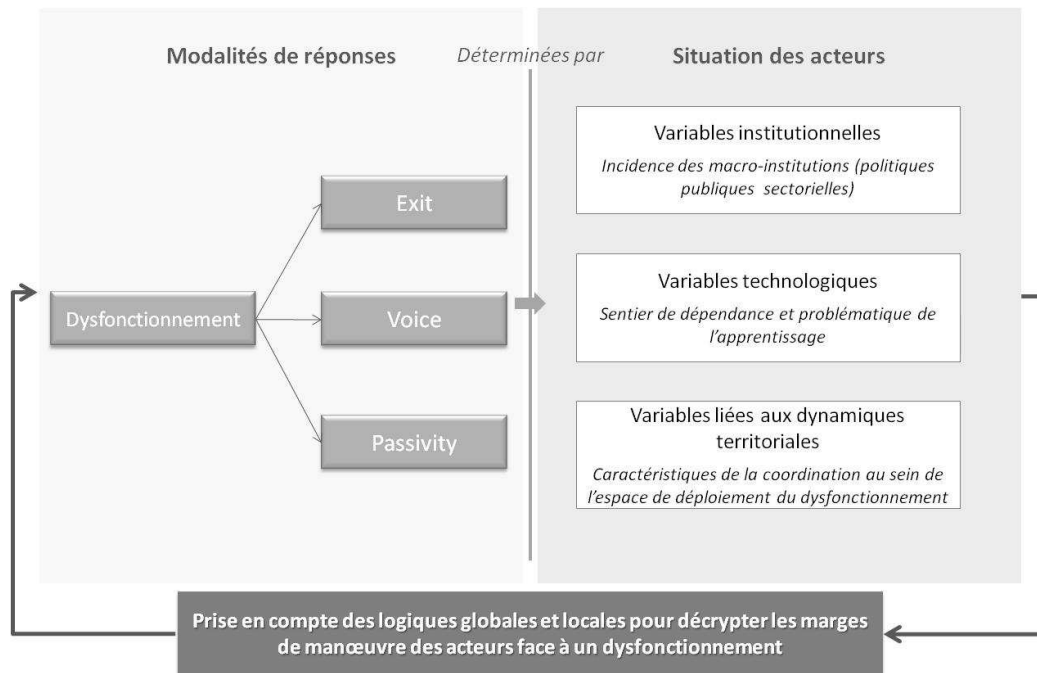 Modalités de réponses
Déterminées par
Situation des acteurs
Dysfonctionnement
Exit
Voice
Passivity
Variables institutionnelles
Incidence des macro-institutions (politiques
publiques sectorielles)
Variables technologiques
Sentier de dépendance et problématique de
l'apprentissage
Variables liées aux dynamiques
territoriales
Caractéristiques de la coordination au sein de
l'espace de déploiement du dysfonctionnement
Prise en compte des logiques globales et locales pour décrypter les marges
de manœuvre des acteurs face à un dysfonctionnement